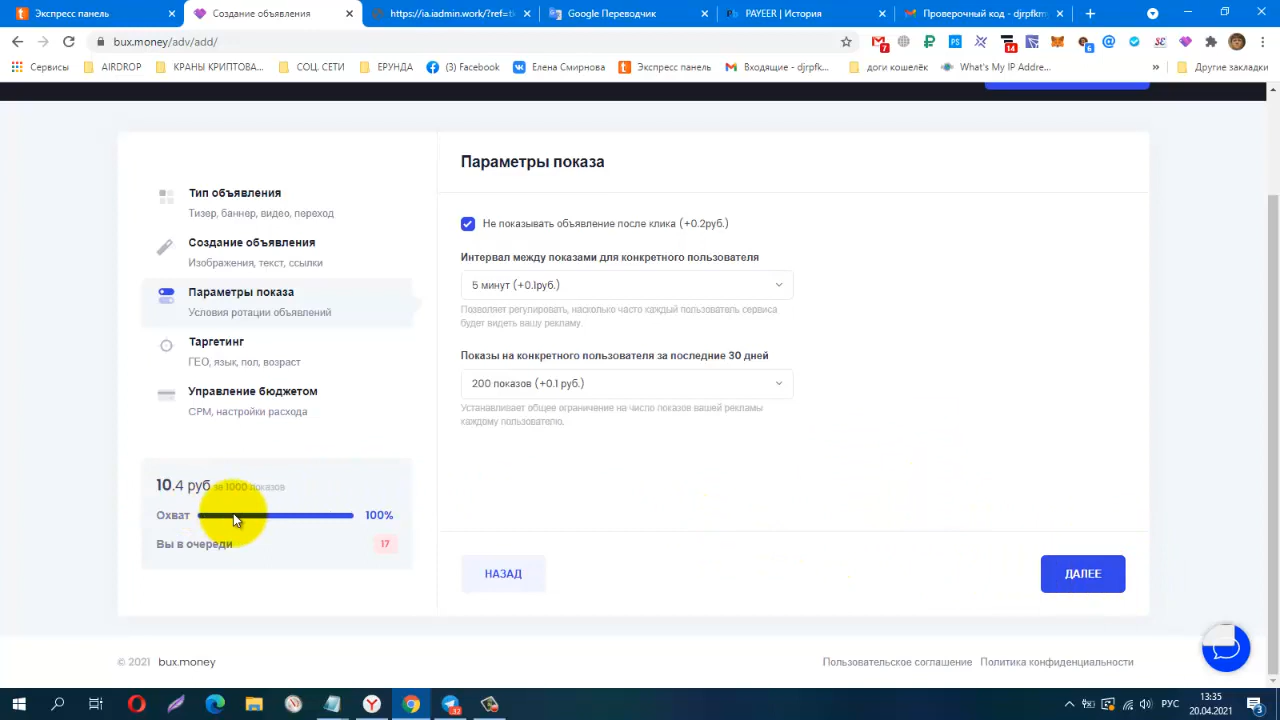 Экспресс панель
Создание объявления
https://ia.iadmin.work/?ref=t
Google Переводчик
PAYEER | История
Проверочный код - djrpfkm
bux.money/adv/add/
7
14
6
Сервисы
AIRDROP
КРАНЫ КРИПТОВА...
СОЦ. СЕТИ
ЕРУНДА
(3) Facebook
Елена Смирнова
Экспресс панель
Входящие - djrpfk...
доги кошелёк
What's My IP Addre...
»
Другие закладки
Тип объявления
Тизер, баннер, видео, переход
Создание объявления
Изображения, текст, ссылки
Параметры показа
Условия ротации объявлений
Таргетинг
ГЕО, язык, пол, возраст
Управление бюджетом
CPM, настройки расхода
10.4 руб за 1000 показов
Охват 100%
Вы в очереди 17
Параметры показа
Не показывать объявление после клика (+0.2руб.)
Интервал между показами для конкретного пользователя
5 минут (+0.1руб.)
Позволяет регулировать, насколько часто каждый пользователь сервиса
будет видеть вашу рекламу.
Показы на конкретного пользователя за последние 30 дней
200 показов (+0.1 руб.)
Устанавливает общее ограничение на число показов вашей рекламы
каждому пользователю.
НАЗАД
ДАЛЕЕ
© 2021 bux.money
Пользовательское соглашение Политика конфиденциальности
РУС
13:35
20.04.2021
3